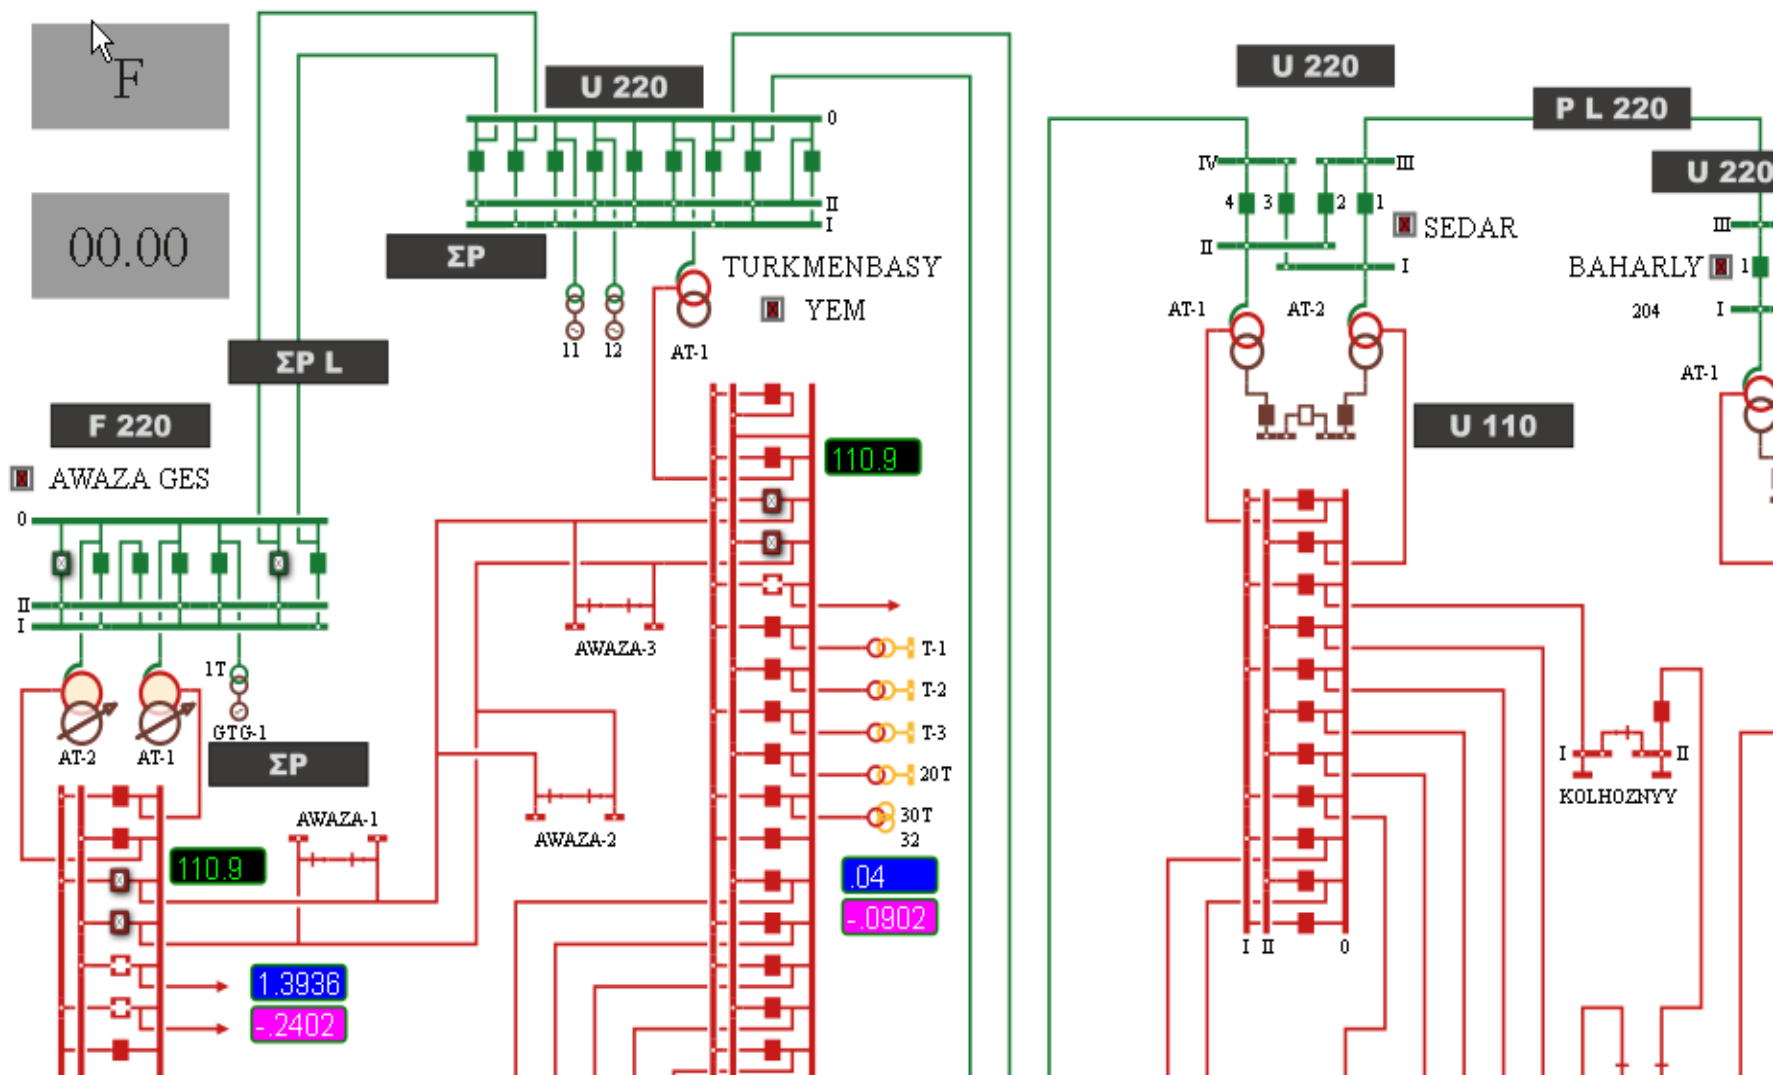 F
00.00
U 220
0
II
I
ΣP
TURKMENBASY
YEM
11
12
AT-1
ΣP L
F 220
AWAZA GES
0
II
I
1T
GTG-1
AT-2
AT-1
ΣP
110.9
AWAZA-1
1.3936
-.2402
AWAZA-3
AWAZA-2
110.9
T-1
T-2
T-3
20T
30T
32
.04
-.0902
U 220
P L 220
U 220
IV
III
4
3
2
1
SEDAR
II
I
AT-1
AT-2
U 110
III
BAHARLY
1
204
I
AT-1
I
II
KOLHOZNYY
I
II
0